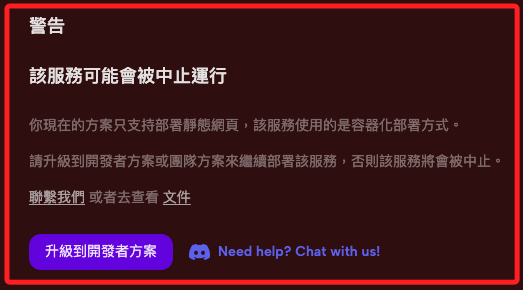 警告
該服務可能會被中止運行
你現在的方案只支持部署靜態網頁，該服務使用的是容器化部署方式。
請升級到開發者方案或團隊方案來繼續部署該服務，否則該服務將會被中止。
聯繫我們 或者去查看 文件
升級到開發者方案 Need help? Chat with us!